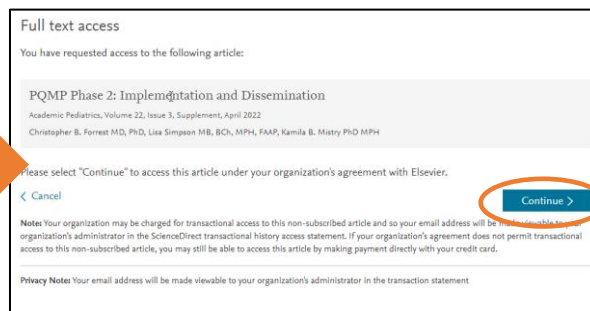 Full text access
You have requested access to the following article:
PQMP Phase 2: Implementation and Dissemination
Academic Pediatrics, Volume 22, Issue 3, Supplement, April 2022
Christopher B. Forrest MD, PhD, Lisa Simpson MB, BCh, MPH, FAAP, Kamila B. Mistry PhD MPH
Please select "Continue" to access this article under your organization's agreement with Elsevier.
< Cancel
Continue >
Note: Your organization may be charged for transactional access to this non-subscribed article and so your email address will be made viewable to your
organization's administrator in the ScienceDirect transactional history access statement. If your organization's agreement does not permit transactional
access to this non-subscribed article, you may still be able to access this article by making payment directly with your credit card.
Privacy Note: Your email address will be made viewable to your organization's administrator in the transaction statement